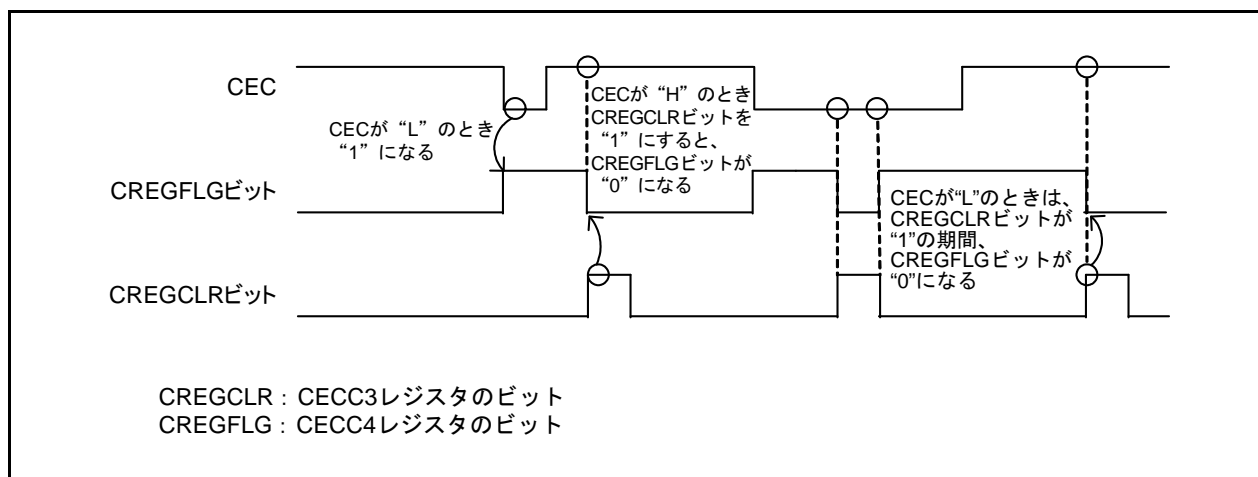 CEC
CECが “L” のとき
“1” になる
CECが “H” のとき
CREGCLRビットを
“1” にすると、
CREGFLGビットが
“0” になる
CREGFLGビット
CECが“L”のときは、
CREGCLRビットが
“1”の期間、
CREGFLGビットが
“0”になる
CREGCLRビット
CREGCLR : CECC3レジスタのビット
CREGFLG : CECC4レジスタのビット